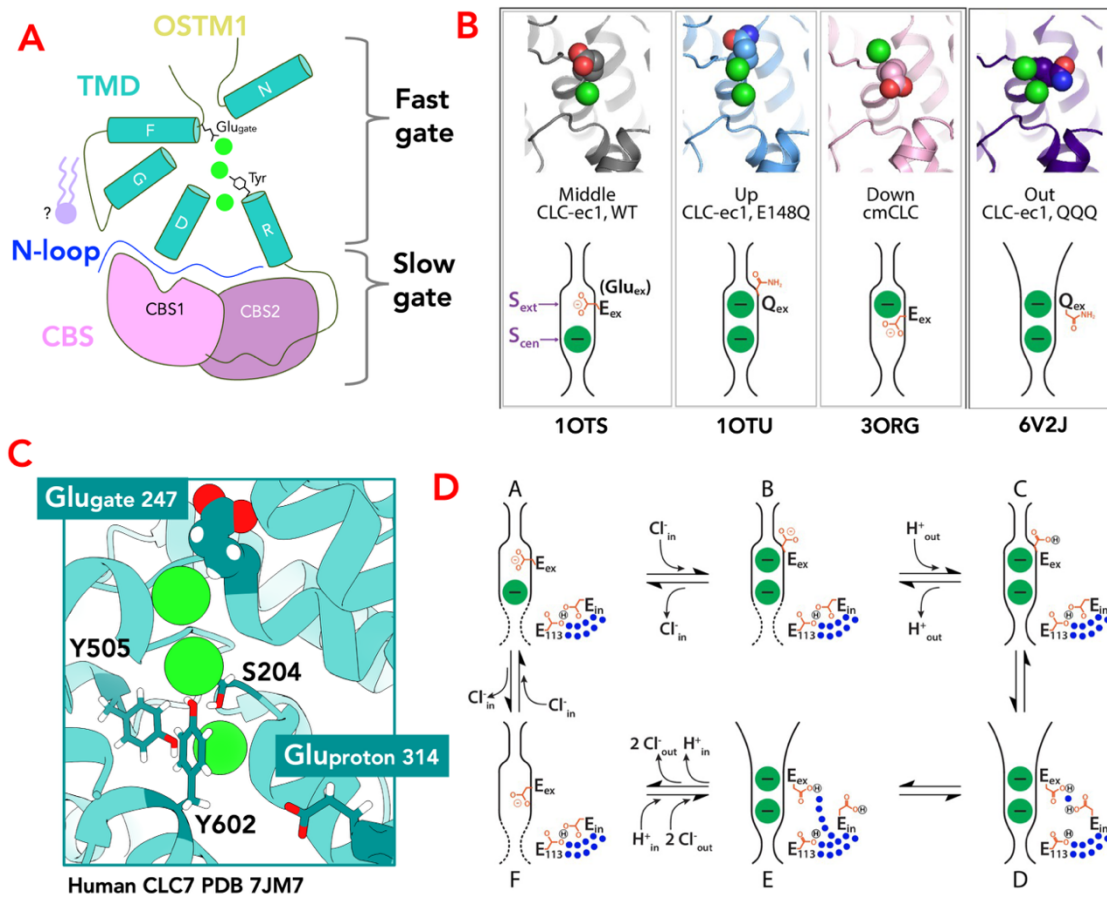 A
OSTM1
TMD
N
F
Glugate
G
Tyr
?
D
R
N-loop
CBS1
CBS2
CBS
Fast
gate
Slow
gate
B
Middle
CLC-ec1, WT
Up
CLC-ec1, E148Q
Down
cmCLC
Out
CLC-ec1, QQQ
(Gluex)
Sext
Eex
Scen
NH2
Qex
Eex
Qex
NH2
1OTS
1OTU
3ORG
6V2J
C
Glugate 247
Y505
S204
Gluproton 314
Y602
Human CLC7 PDB 7JM7
D
A
B
C
Eex
Cl-in
Cl-in
Eex
H+out
H+out
H
Eex
H
Ein
E113
H
Ein
E113
H
Ein
E113
Cl-in
Cl-in
Eex
H
Ein
E113
2 Cl-out H+in
H+in 2 Cl-out
Eex
H
H
Ein
H
E113
Eex
H
H
Ein
H
E113
F
E
D